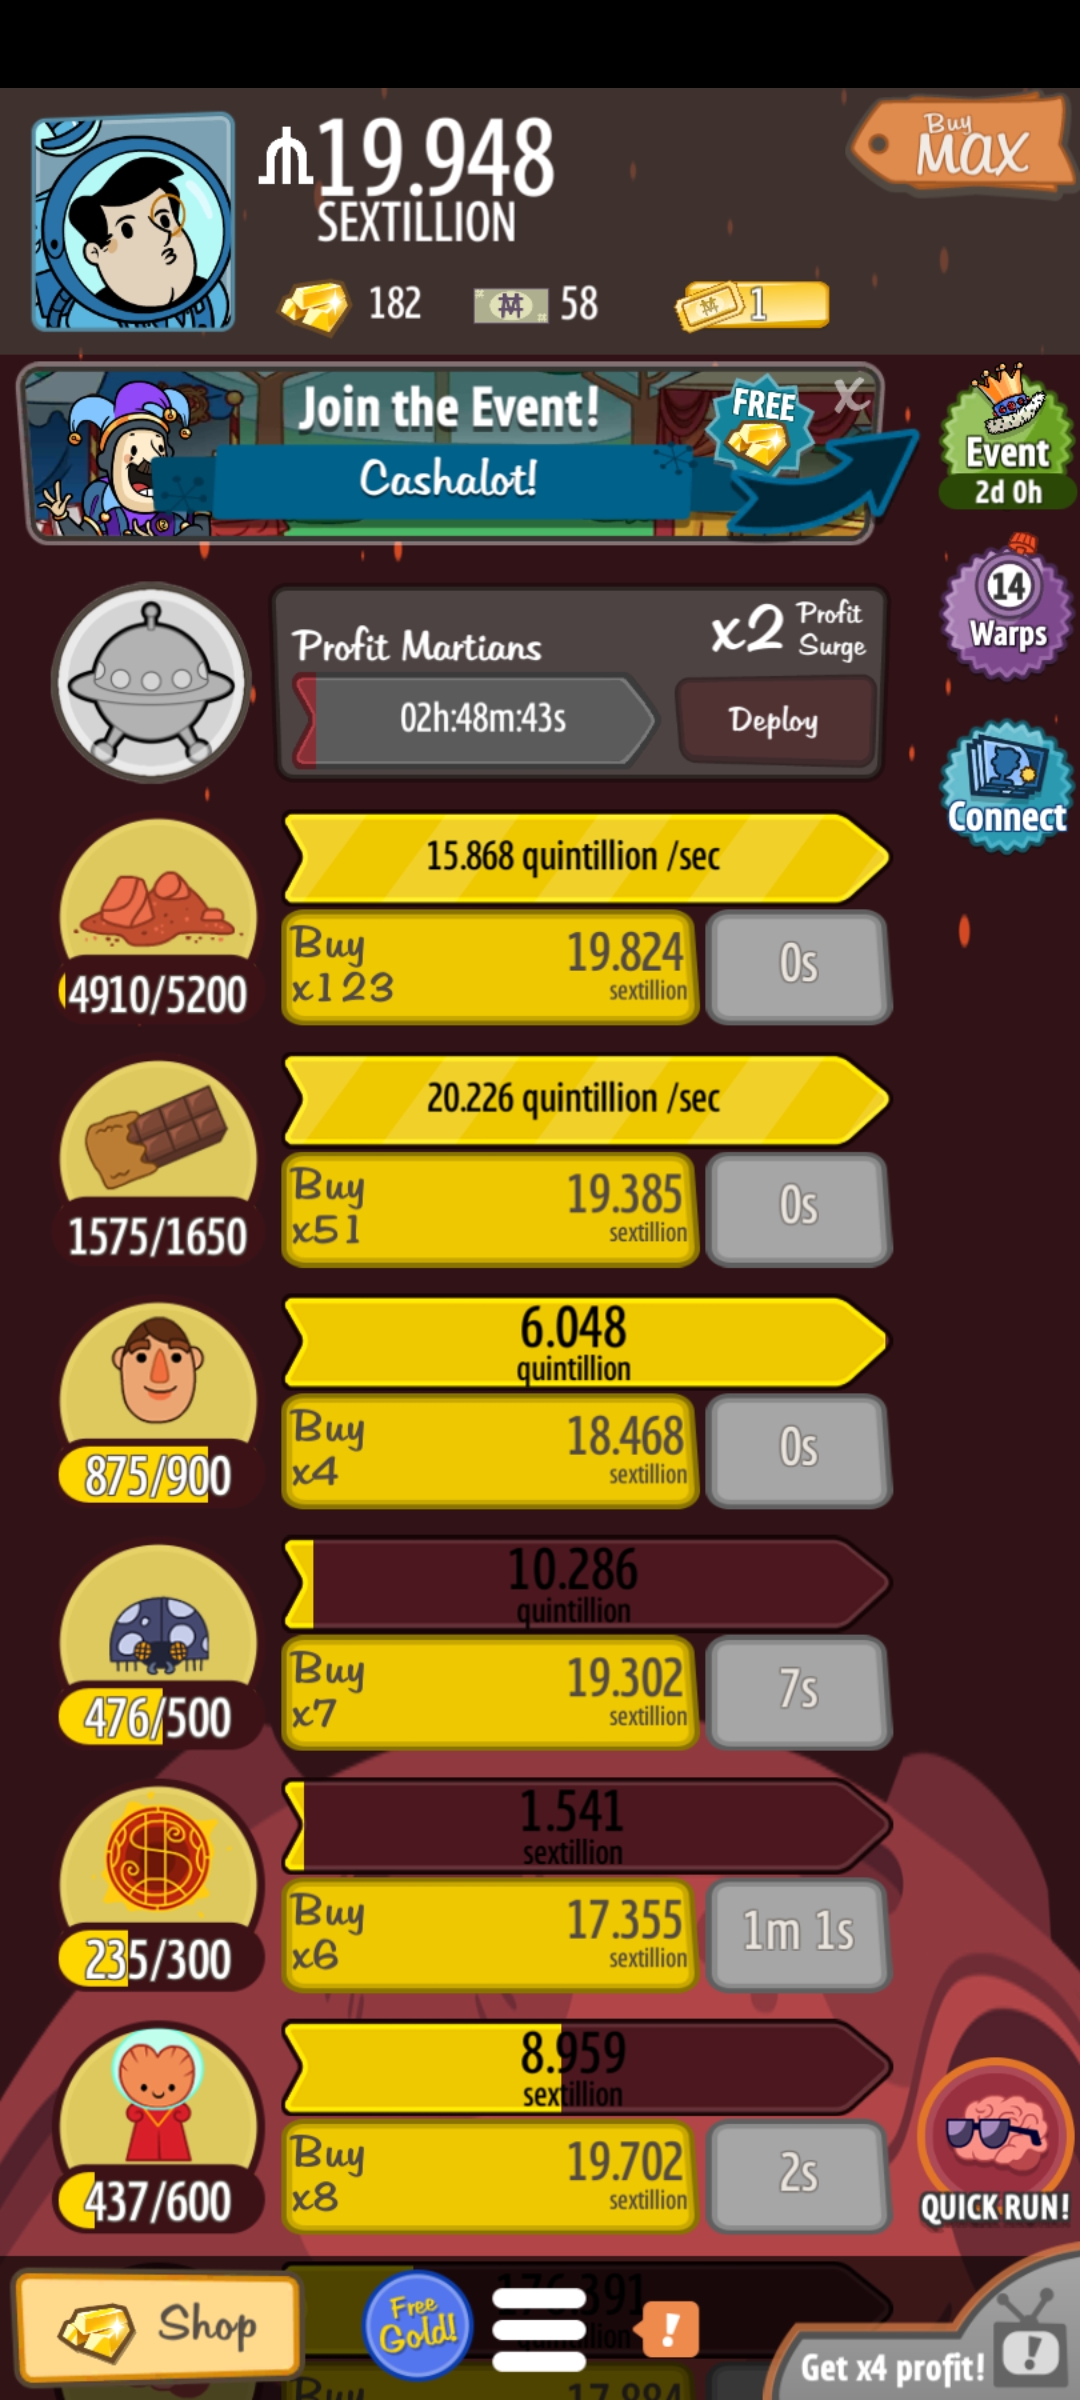 19.948
Buy
MAX
SEXTILLION
182
58
1
Join the Event!
FREE
X
Cashalot!
Event
2d 0h
14
Warps
Connect
Profit Martians
x2 Profit Surge
02h:48m:43s
Deploy
15.868 quintillion /sec
Buy
x123
19.824
sextillion
0s
4910/5200
20.226 quintillion /sec
Buy
x51
19.385
sextillion
0s
1575/1650
6.048
quintillion
Buy
x4
18.468
sextillion
0s
875/900
10.286
quintillion
Buy
x7
19.302
sextillion
7s
476/500
1.541
sextillion
Buy
x6
17.355
sextillion
1m 1s
235/300
8.959
sextillion
Buy
x8
19.702
sextillion
2s
437/600
QUICK RUN!
176.391
Shop
Free
Gold!
!
Get x4 profit!
!
Buy
17.884